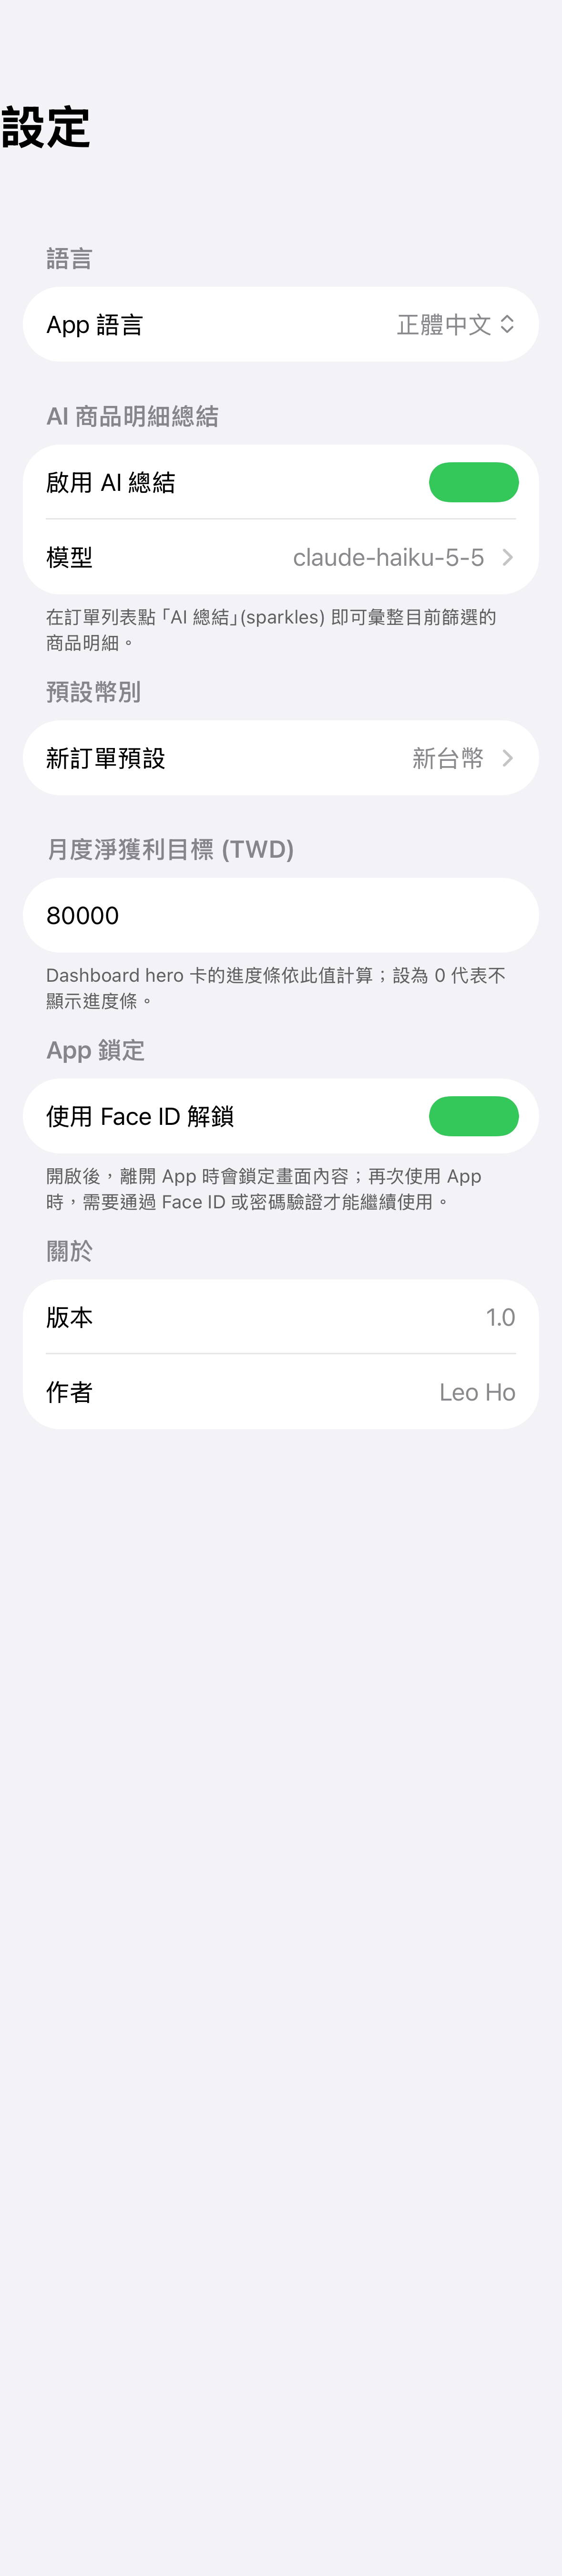 設定
語言
App 語言
正體中文
AI 商品明細總結
啟用 AI 總結
模型
claude-haiku-5-5
在訂單列表點「AI 總結」(sparkles) 即可彙整目前篩選的
商品明細。
預設幣別
新訂單預設
新台幣
月度淨獲利目標 (TWD)
80000
Dashboard hero 卡的進度條依此值計算；設為 0 代表不
顯示進度條。
App 鎖定
使用 Face ID 解鎖
開啟後，離開 App 時會鎖定畫面內容；再次使用 App
時，需要通過 Face ID 或密碼驗證才能繼續使用。
關於
版本
1.0
作者
Leo Ho